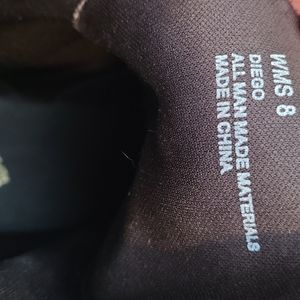 WMS 8
DIEGO
ALL MAN MADE MATERIALS
MADE IN CHINA